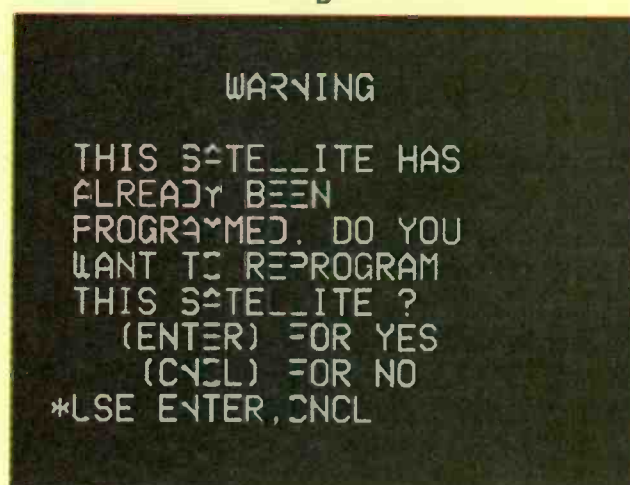 WARNING
THIS SATELLITE HAS
ALREADY BEEN
PROGRAMMED. DO YOU
WANT TO REPROGRAM
THIS SATELLITE ?
(ENTER) FOR YES
(CNCL) FOR NO
*USE ENTER,CNCL